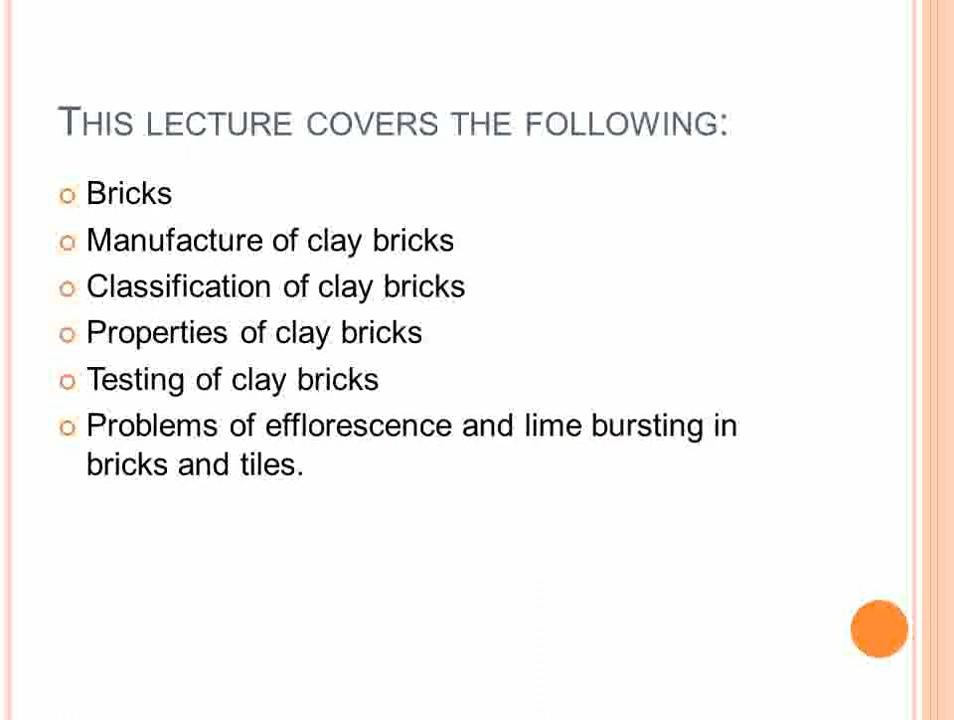 THIS LECTURE COVERS THE FOLLOWING:
Bricks
Manufacture of clay bricks
Classification of clay bricks
Properties of clay bricks
Testing of clay bricks
Problems of efflorescence and lime bursting in
bricks and tiles.